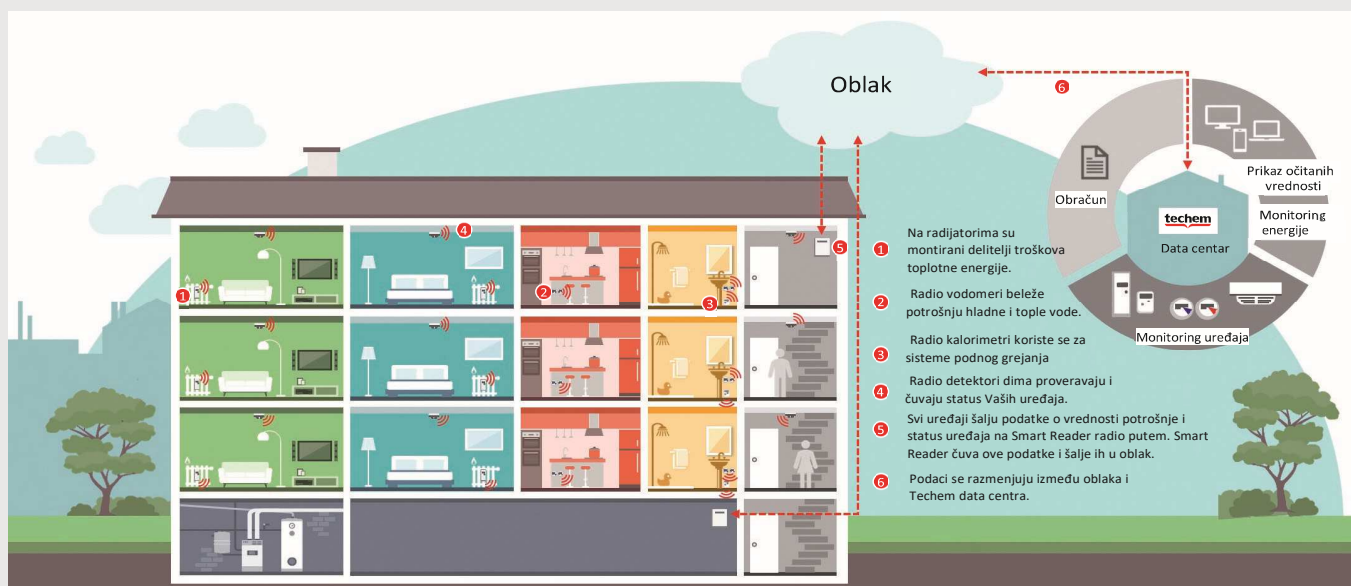 Oblak
6
Obračun
Prikaz očitanih
vrednosti
Monitoring
energije
techem
Data centar
Monitoring uređaja
4
1
2
3
5
1 Na radijatorima su
montirani delitelji troškova
toplotne energije.
2 Radio vodomeri beleže
potrošnju hladne i tople vode.
3 Radio kalorimetri koriste se za
sisteme podnog grejanja
4 Radio detektori dima proveravaju i
čuvaju status Vaših uređaja.
5 Svi uređaji šalju podatke o vrednosti potrošnje i
status uređaja na Smart Reader radio putem. Smart
Reader čuva ove podatke i šalje ih u oblak.
6 Podaci se razmenjuju između oblaka i
Techem data centra.